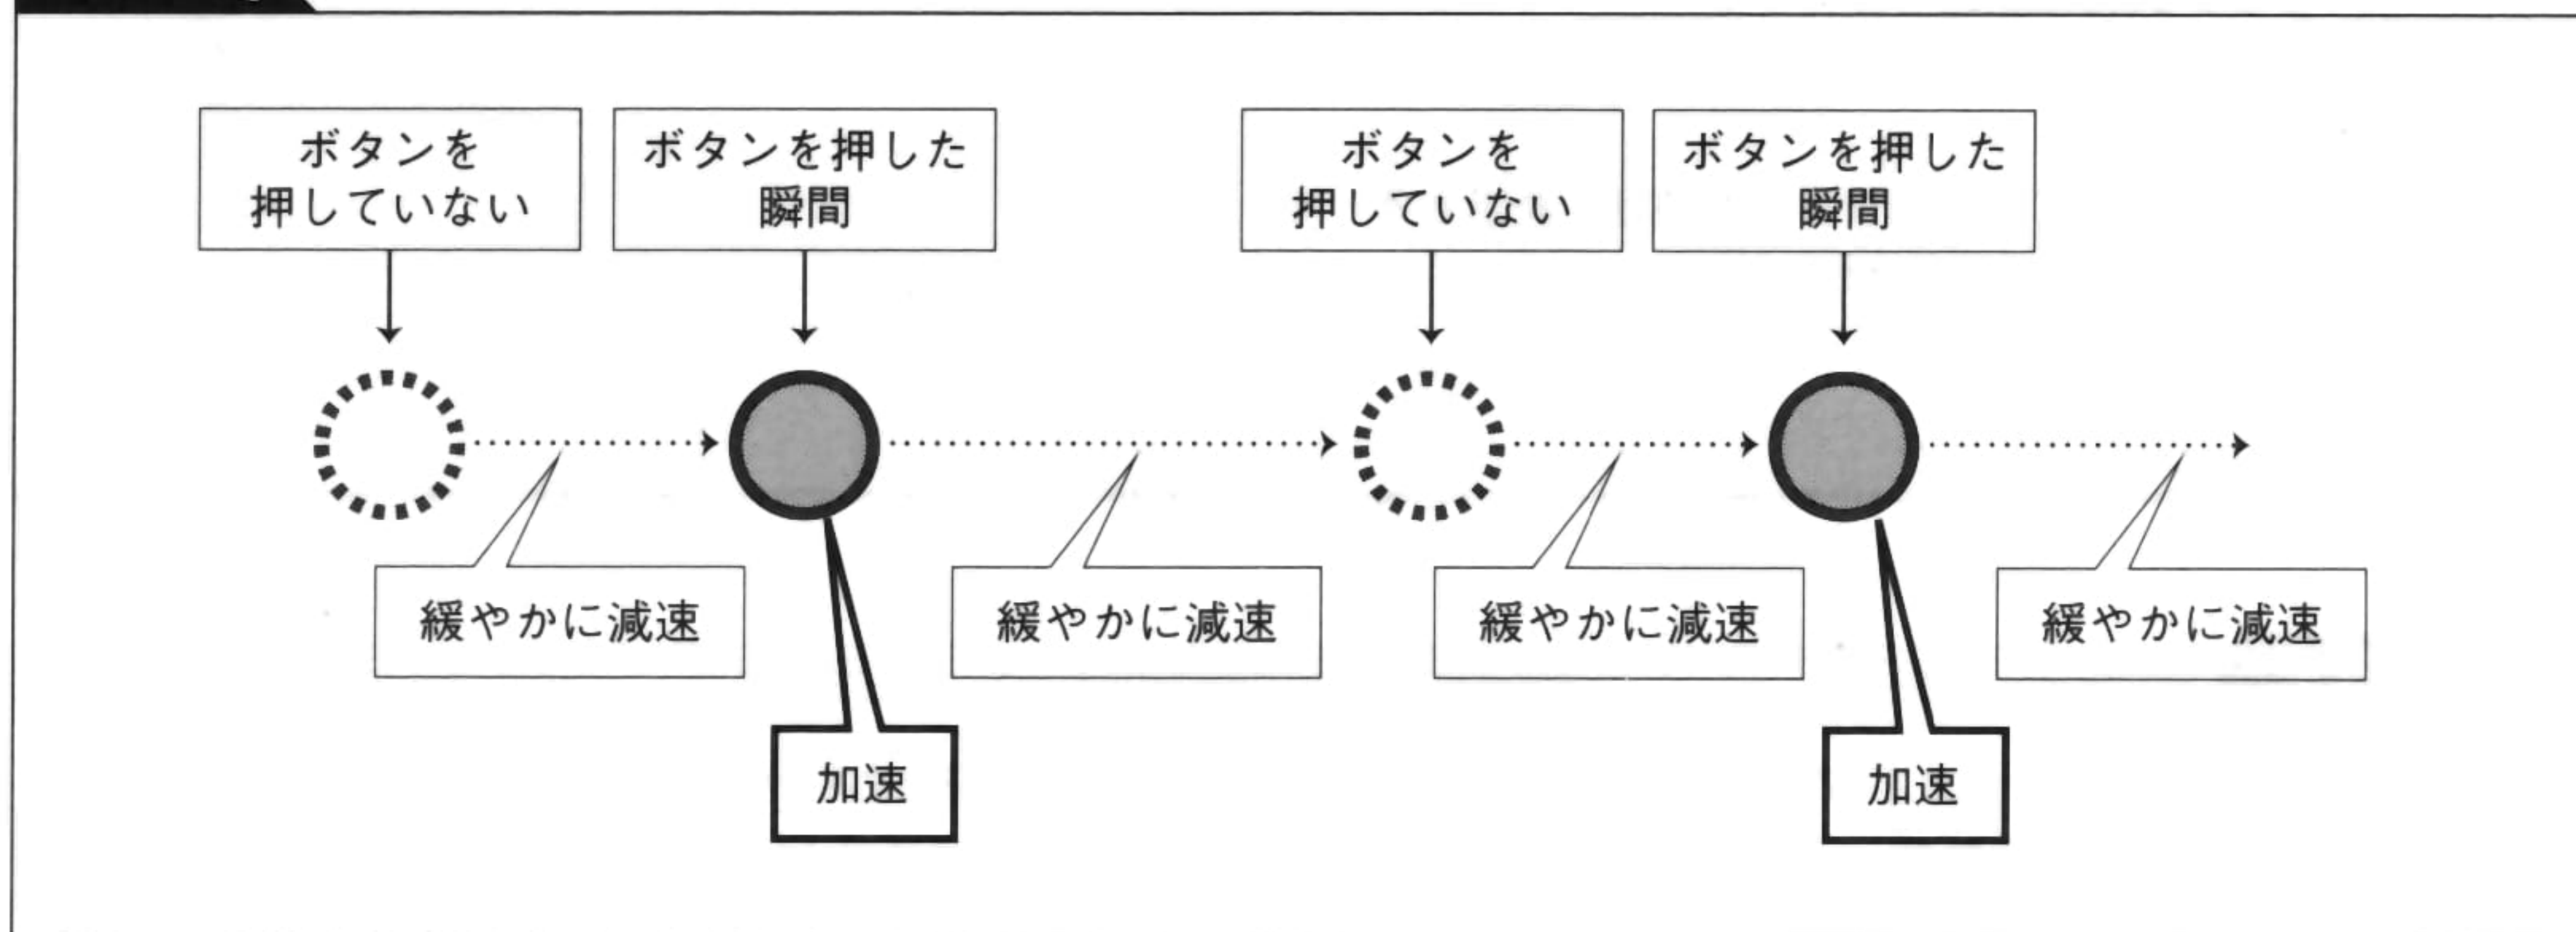 ボタンを
押していない
ボタンを押した
瞬間
ボタンを
押していない
ボタンを押した
瞬間
緩やかに減速
緩やかに減速
緩やかに減速
緩やかに減速
加速
加速